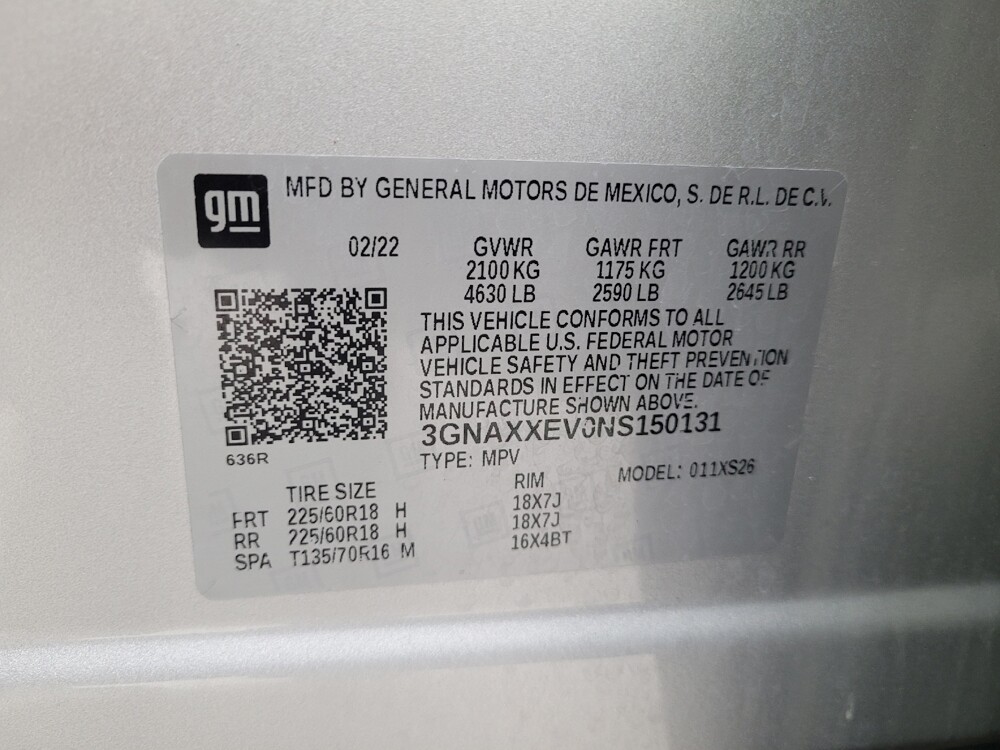 gm
MFD BY GENERAL MOTORS DE MEXICO, S. DE R.L. DE C.V.
02/22 GVWR GAWR FRT GAWR RR
2100 KG 1175 KG 1200 KG
4630 LB 2590 LB 2645 LB
THIS VEHICLE CONFORMS TO ALL
APPLICABLE U.S. FEDERAL MOTOR
VEHICLE SAFETY AND THEFT PREVENTION
STANDARDS IN EFFECT ON THE DATE OF
MANUFACTURE SHOWN ABOVE.
3GNAXXEV0NS150131
636R
TYPE: MPV MODEL: 011XS26
TIRE SIZE RIM
FRT 225/60R18 H 18X7J
RR 225/60R18 H 18X7J
SPA T135/70R16 M 16X4BT